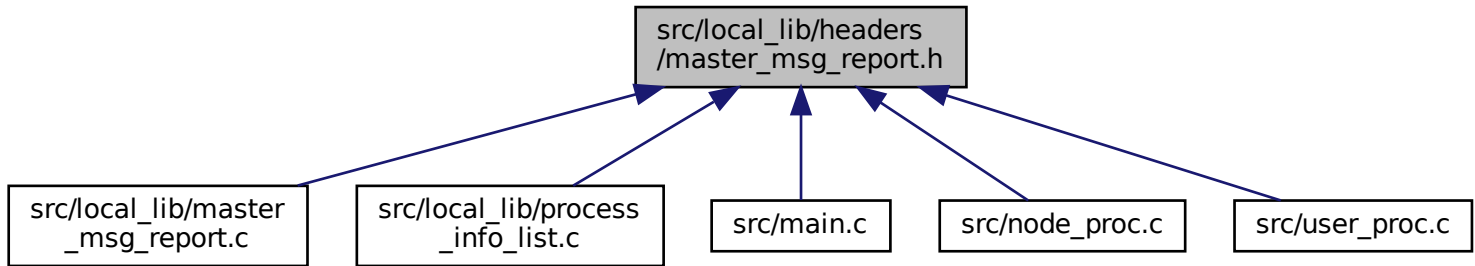 src/local_lib/headers
/master_msg_report.h
src/local_lib/master
_msg_report.c
src/local_lib/process
_info_list.c
src/main.c
src/node_proc.c
src/user_proc.c